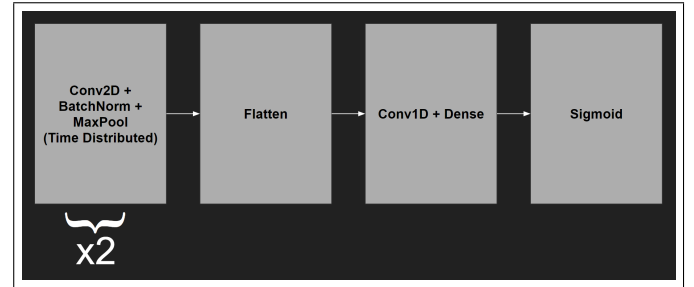 Conv2D +
BatchNorm +
MaxPool
(Time Distributed)
Flatten
Conv1D + Dense
Sigmoid
x2